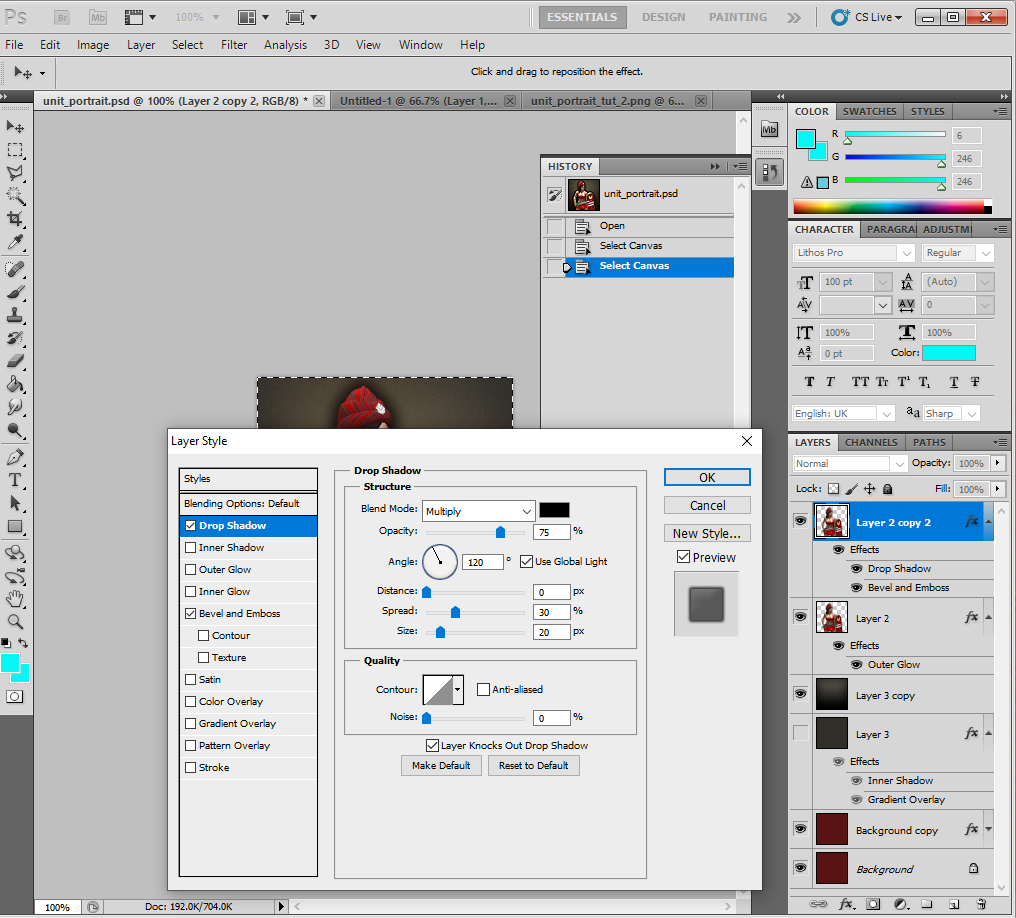 Ps Br Mb 100% ESSENTIALS DESIGN PAINTING CS Live
File Edit Image Layer Select Filter Analysis 3D View Window Help
Click and drag to reposition the effect.
unit_portrait.psd @ 100% (Layer 2 copy 2, RGB/8) * Untitled-1 @ 66.7% (Layer 1,... unit_portrait_tut_2.png @ 6...
HISTORY
unit_portrait.psd
Open
Select Canvas
Select Canvas
Mb
COLOR SWATCHES STYLES
R 6
G 246
B 246
CHARACTER PARAGRA ADJUSTM
Lithos Pro Regular
100 pt (Auto)
0
100% 100%
0 pt Color:
English: UK Sharp
LAYERS CHANNELS PATHS
Normal Opacity: 100%
Lock: Fill: 100%
Layer 2 copy 2 fx
Effects
Drop Shadow
Bevel and Emboss
Layer 2 fx
Effects
Outer Glow
Layer 3 copy
Layer 3 fx
Effects
Inner Shadow
Gradient Overlay
Background copy fx
Background
Layer Style
Styles
Blending Options: Default
Drop Shadow
Inner Shadow
Outer Glow
Inner Glow
Bevel and Emboss
Contour
Texture
Satin
Color Overlay
Gradient Overlay
Pattern Overlay
Stroke
Drop Shadow
Structure
Blend Mode: Multiply
Opacity: 75 %
Angle: 120 ° Use Global Light
Distance: 0 px
Spread: 30 %
Size: 20 px
Quality
Contour: Anti-aliased
Noise: 0 %
Layer Knocks Out Drop Shadow
Make Default Reset to Default
OK
Cancel
New Style...
Preview
100% Doc: 192.0K/704.0K